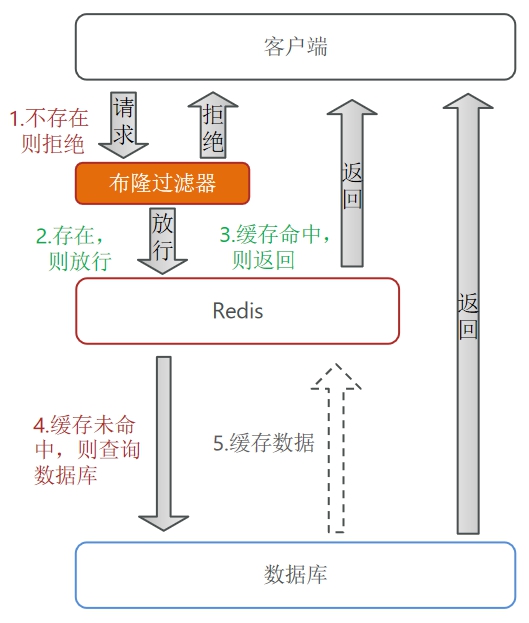 客户端
1.不存在
则拒绝
请
求
拒
绝
布隆过滤器
2.存在，
则放行
放
行
3.缓存命中，
则返回
返
回
Redis
返
回
4.缓存未命
中，则查询
数据库
5.缓存数据
数据库